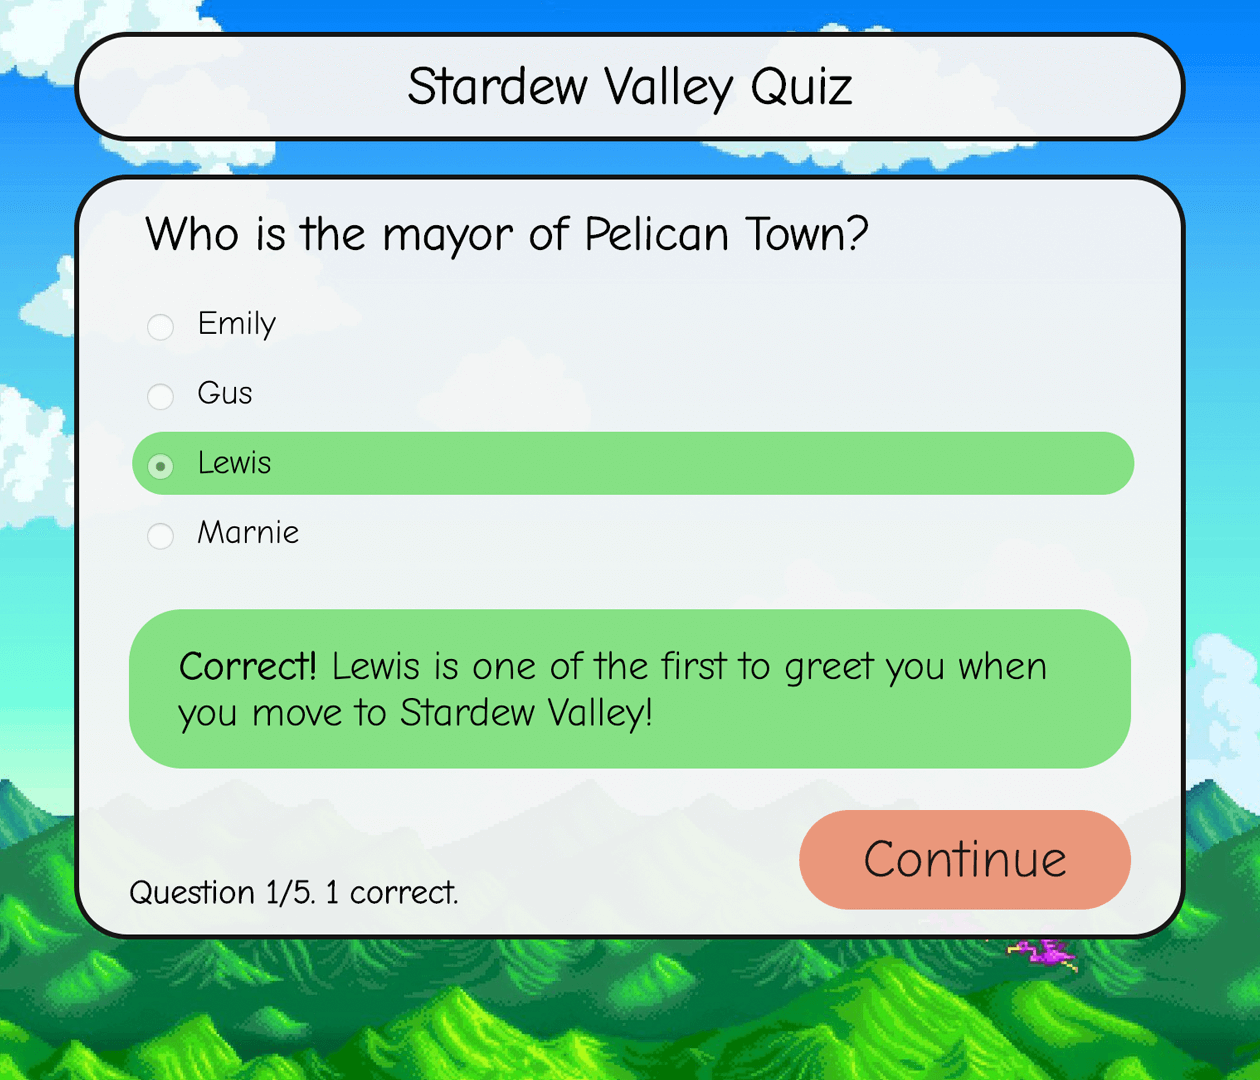 Stardew Valley Quiz
Who is the mayor of Pelican Town?
Emily
Gus
Lewis
Marnie
Correct! Lewis is one of the first to greet you when
you move to Stardew Valley!
Continue
Question 1/5. 1 correct.